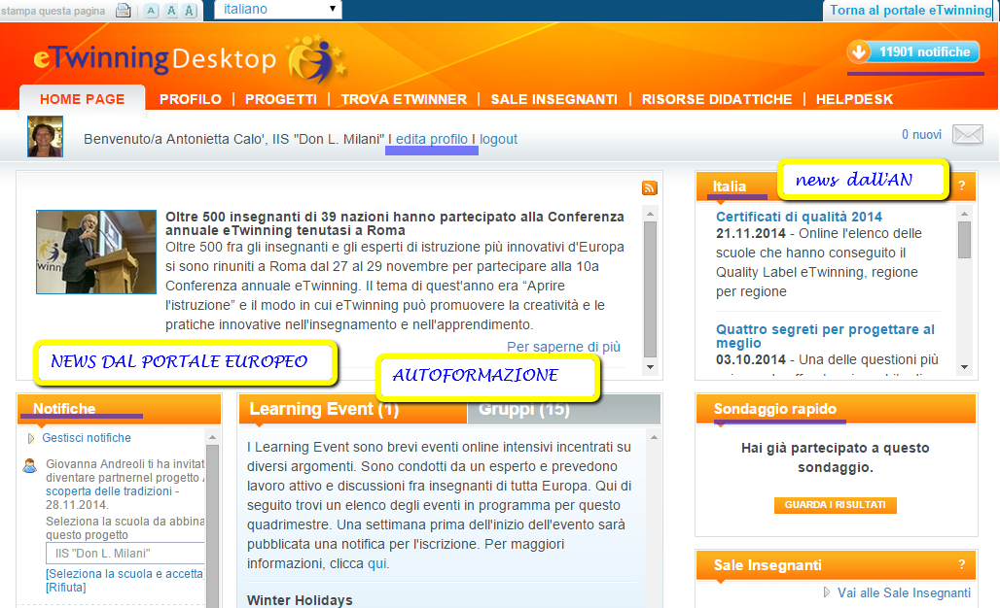 stampa questa pagina A A A italiano Torna al portale eTwinning
eTwinning Desktop
11901 notifiche
HOME PAGE PROFILO | PROGETTI | TROVA ETWINNER | SALE INSEGNANTI | RISORSE DIDATTICHE | HELPDESK
Benvenuto/a Antonietta Calo', IIS "Don L. Milani" I edita profilo I logout
0 nuovi
Oltre 500 insegnanti di 39 nazioni hanno partecipato alla Conferenza
annuale eTwinning tenutasi a Roma
Oltre 500 fra gli insegnanti e gli esperti di istruzione più innovativi d'Europa
si sono rinuniti a Roma dal 27 al 29 novembre per partecipare alla 10a
Conferenza annuale eTwinning. Il tema di quest'anno era “Aprire
l'istruzione” e il modo in cui eTwinning può promuovere la creatività e le
pratiche innovative nell'insegnamento e nell'apprendimento.
Per saperne di più
NEWS DAL PORTALE EUROPEO
AUTOFORMAZIONE
Italia
news dall'AN
?
Certificati di qualità 2014
21.11.2014 - Online l'elenco delle
scuole che hanno conseguito il
Quality Label eTwinning, regione
per regione
Quattro segreti per progettare al
meglio
03.10.2014 - Una delle questioni più
Notifiche
Gestisci notifiche
Giovanna Andreoli ti ha invitat
diventare partnernel progetto
scoperta delle tradizioni -
28.11.2014.
Seleziona la scuola da abbina
questo progetto
IIS "Don L. Milani"
[Seleziona la scuola e accetta
[Rifiuta]
Learning Event (1) Gruppi (15)
I Learning Event sono brevi eventi online intensivi incentrati su
diversi argomenti. Sono condotti da un esperto e prevedono
lavoro attivo e discussioni fra insegnanti di tutta Europa. Qui di
seguito trovi un elenco degli eventi in programma per questo
quadrimestre. Una settimana prima dell'inizio dell'evento sarà
pubblicata una notifica per l'iscrizione. Per maggiori
informazioni, clicca qui.
Winter Holidays
Sondaggio rapido
Hai già partecipato a questo
sondaggio.
GUARDA I RISULTATI
Sale Insegnanti ?
Vai alle Sale Insegnanti